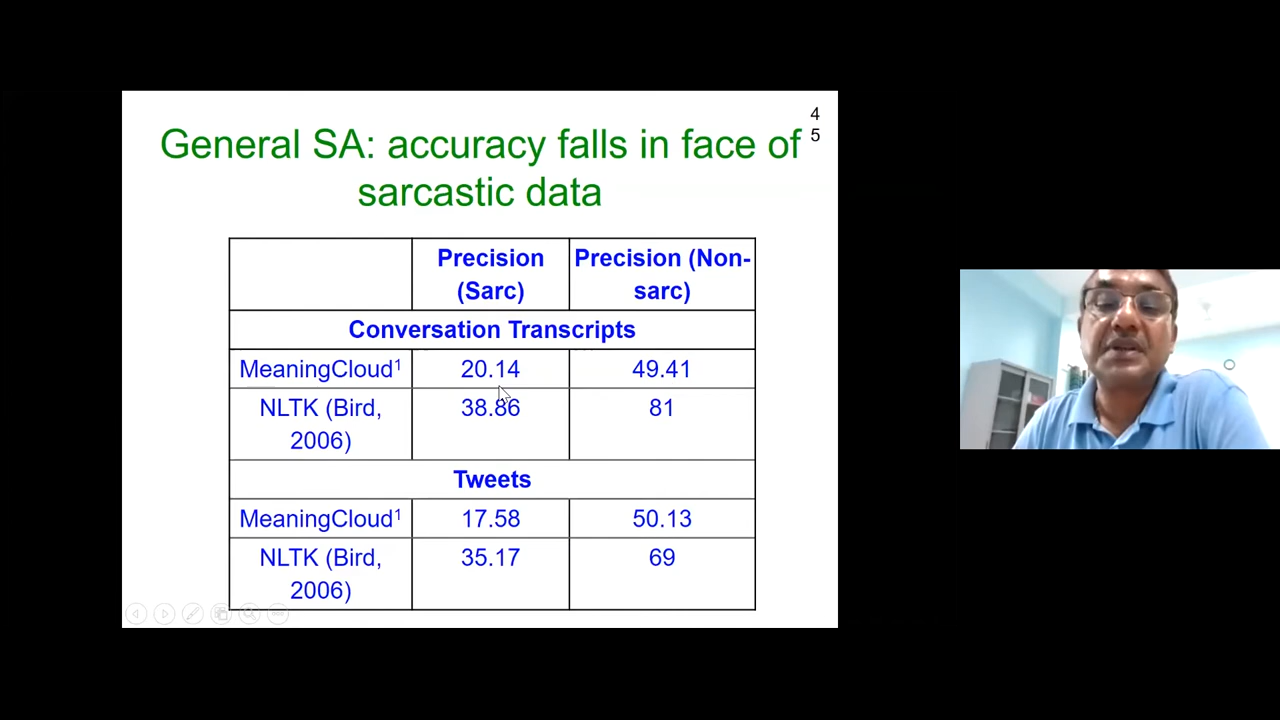 4
5
General SA: accuracy falls in face of
sarcastic data
Precision
(Sarc)
Precision (Non-
sarc)
Conversation Transcripts
MeaningCloud¹ 20.14 49.41
NLTK (Bird, 38.86 81
2006)
Tweets
MeaningCloud¹ 17.58 50.13
NLTK (Bird, 35.17 69
2006)